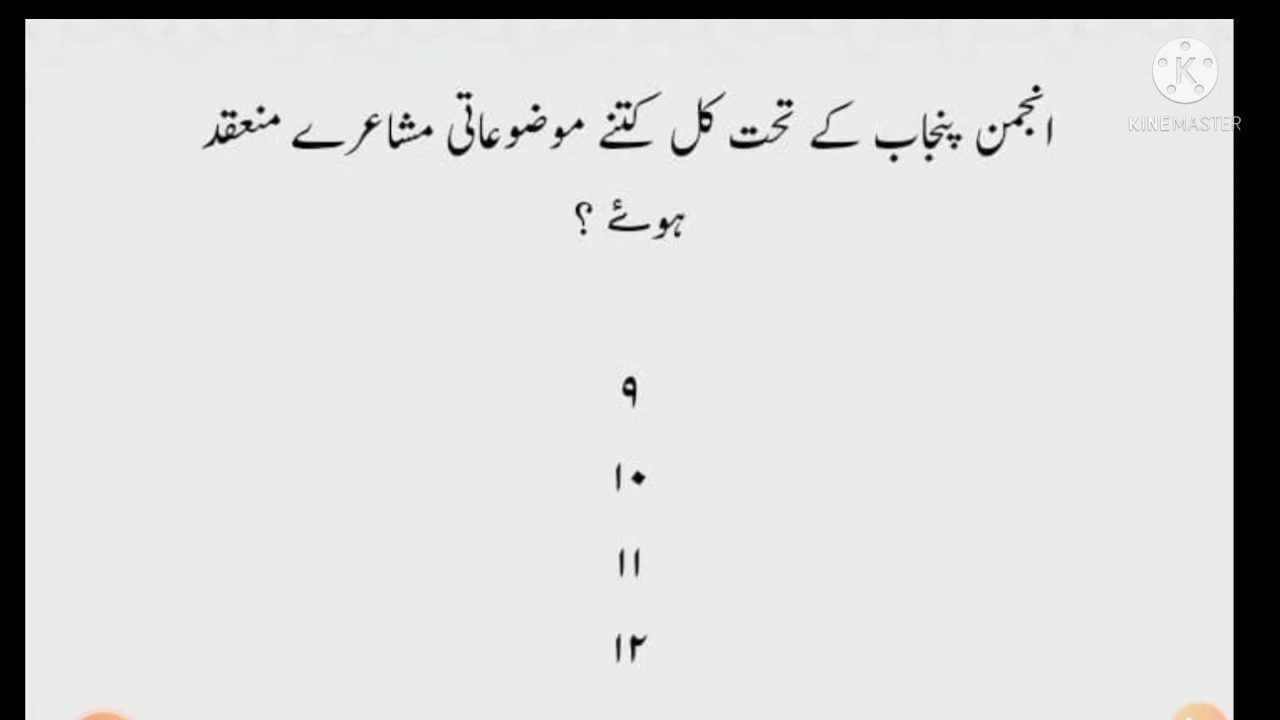 انجمن پنجاب کے تحت کل کتنے موضوعاتی مشاعرے منعقد
ہوئے ؟
K
KINEMASTER
۹
۱۰
۱۱
۱۲